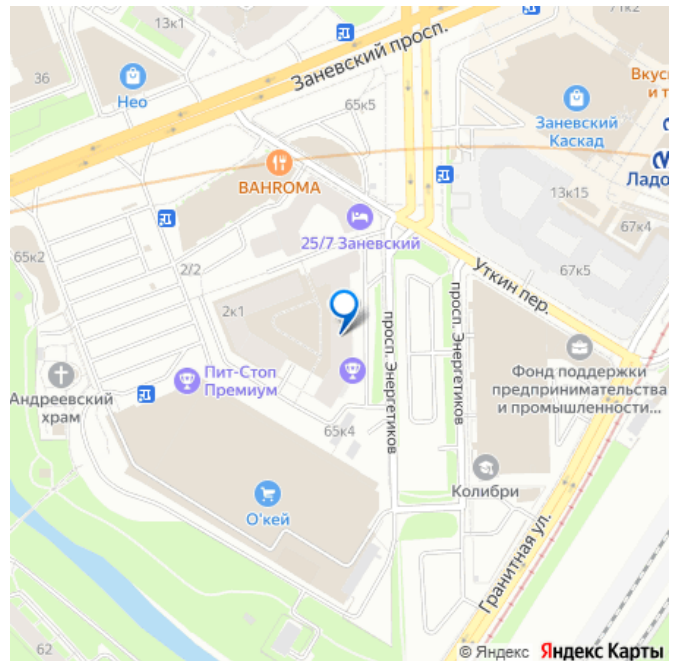 13к1
71к2
Заневский просп.
36
Нео
65к5
Вкус
и т
Заневский
Каскад
Ладо
BAHROMA
13к15
67к4
25/7 Заневский
65к2
2/2
67к5
Уткин пер.
2к1
просп. Энергетиков
просп. Энергетиков
Пит-Стоп
Премиум
Фонд поддержки
предпринимательства
и промышленности...
Андреевский
храм
65к4
Колибри
О'кей
Гранитная ул.
62
© Яндекс Яндекс Карты